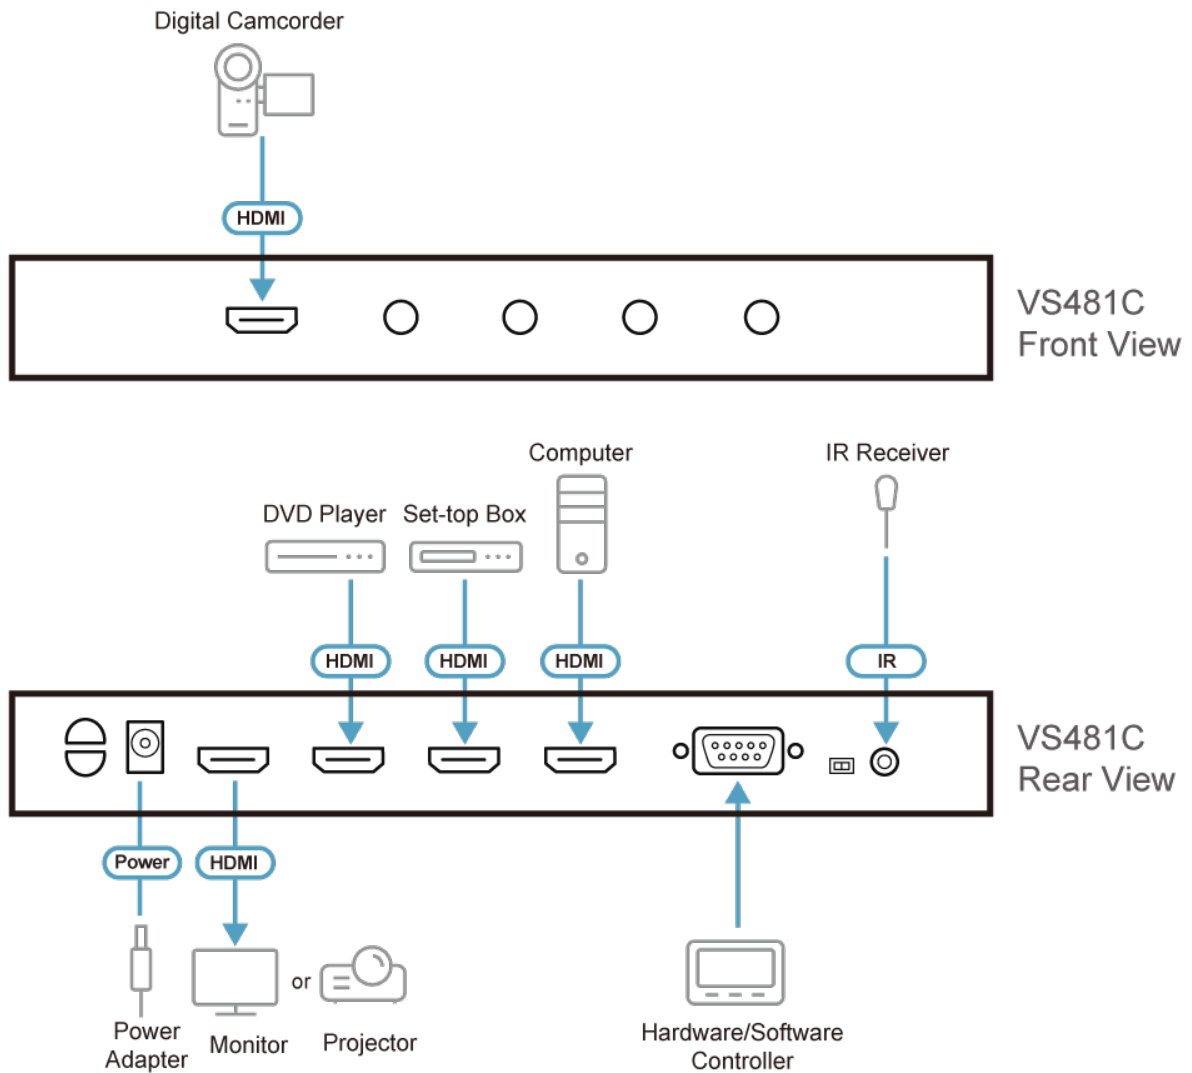 Digital Camcorder
HDMI
VS481C
Front View
Computer
IR Receiver
DVD Player
Set-top Box
HDMI
HDMI
HDMI
IR
VS481C
Rear View
Power
HDMI
or
Power
Adapter
Monitor
Projector
Hardware/Software
Controller